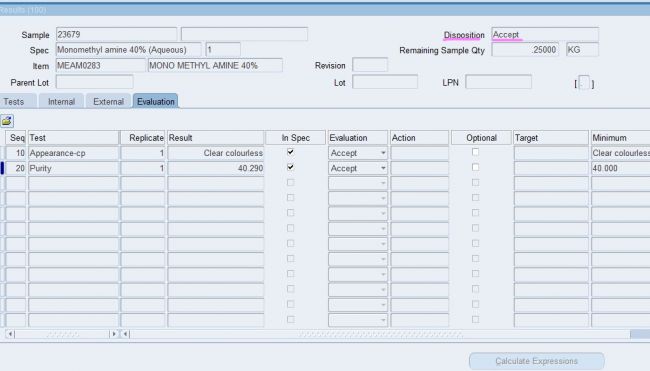 Results (100)
Sample 23679 Disposition Accept
Spec Monomethyl amine 40% (Aqueous) 1 Remaining Sample Qty .25000 KG
Item MEAM0283 MONO METHYL AMINE 40% Revision
Parent Lot Lot LPN [ . ]
Tests Internal External Evaluation
Seq Test Replicate Result In Spec Evaluation Action Optional Target Minimum
10 Appearance-cp 1 Clear colourless Accept Clear colourless
20 Purity 1 40.290 Accept 40.000
Calculate Expressions